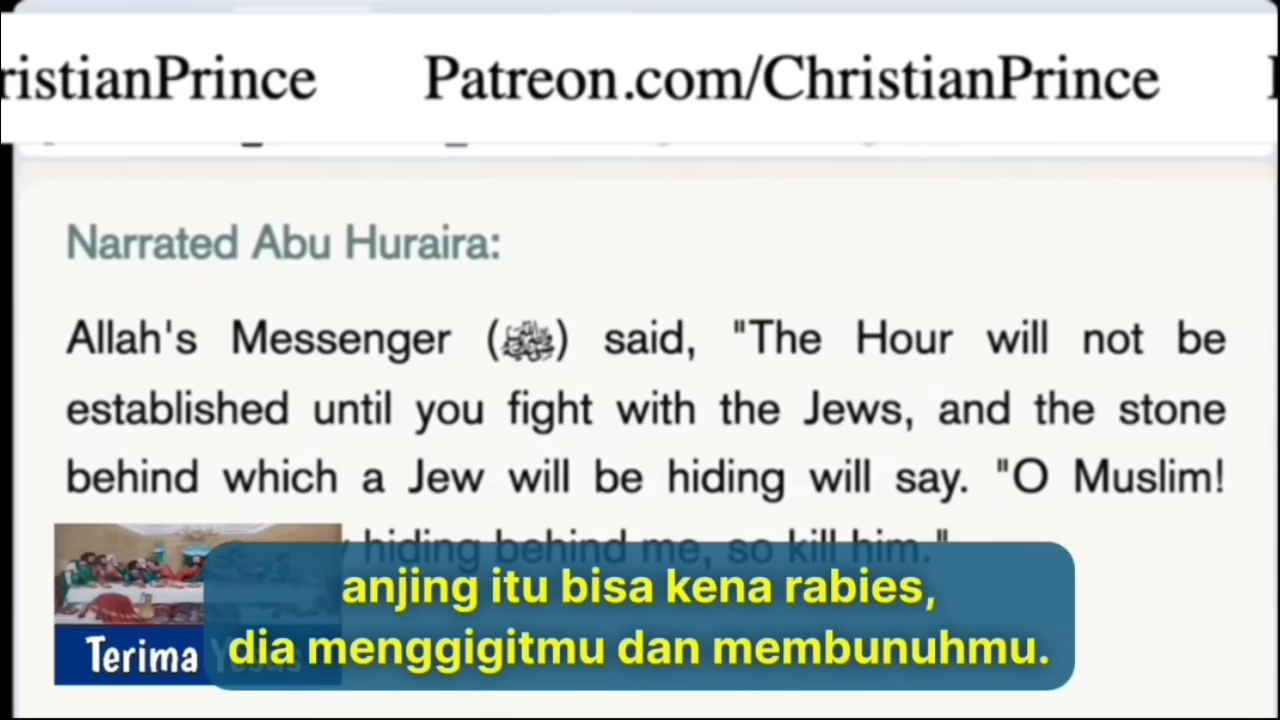 ristianPrince Patreon.com/ChristianPrince
Narrated Abu Huraira:
Allah's Messenger (ﷺ) said, "The Hour will not be
established until you fight with the Jews, and the stone
behind which a Jew will be hiding will say. "O Muslim!
hiding behind me, so kill him."
anjing itu bisa kena rabies,
dia menggigitmu dan membunuhmu.
Terima Yesus